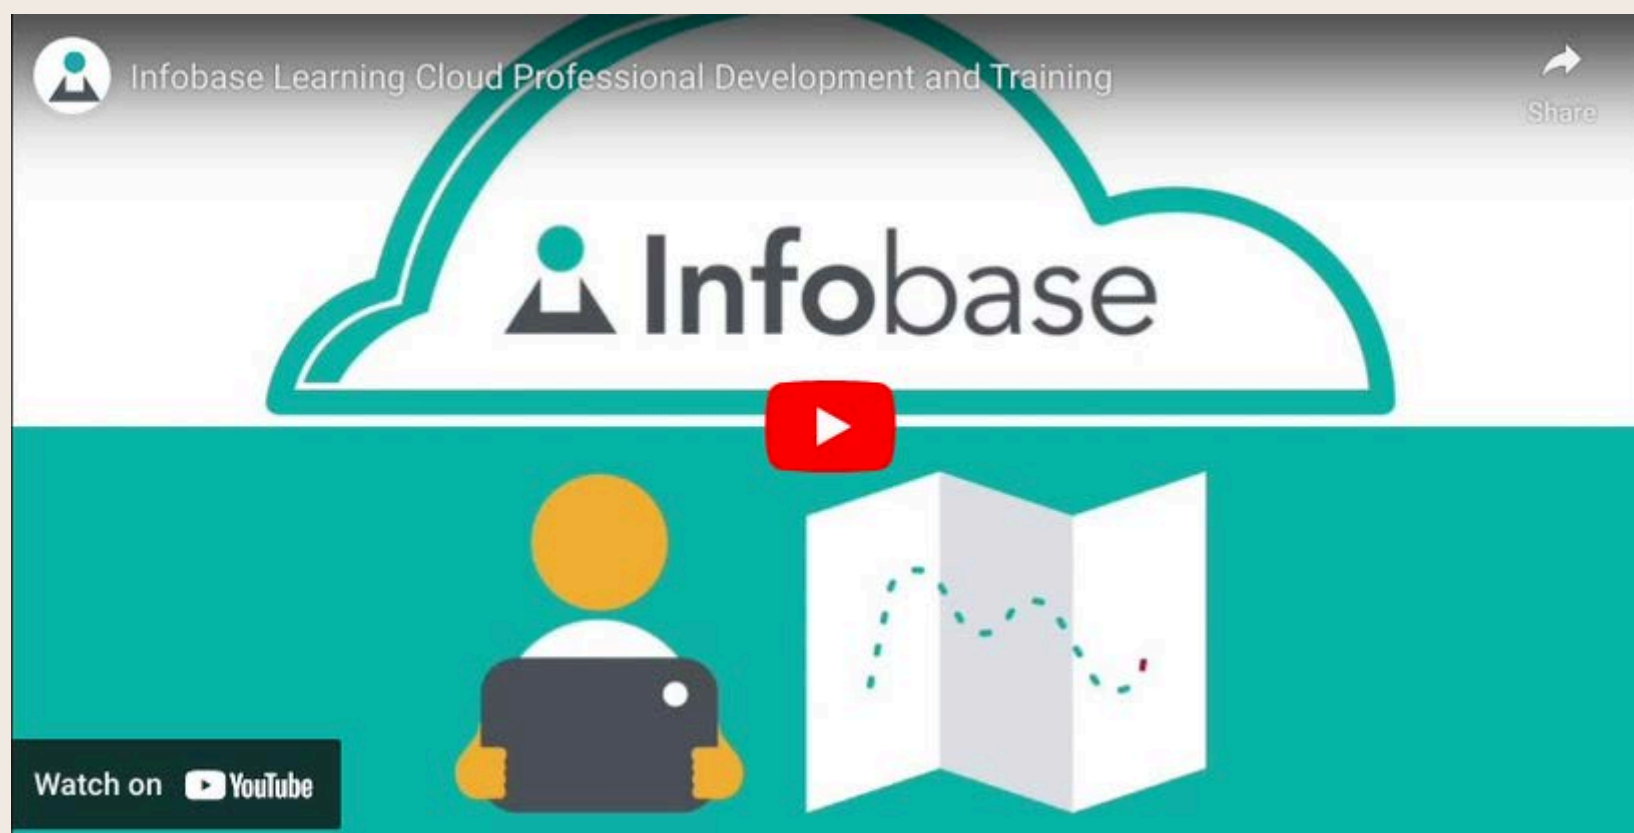 Infobase Learning Cloud Professional Development and Training
Share
Infobase
Watch on YouTube